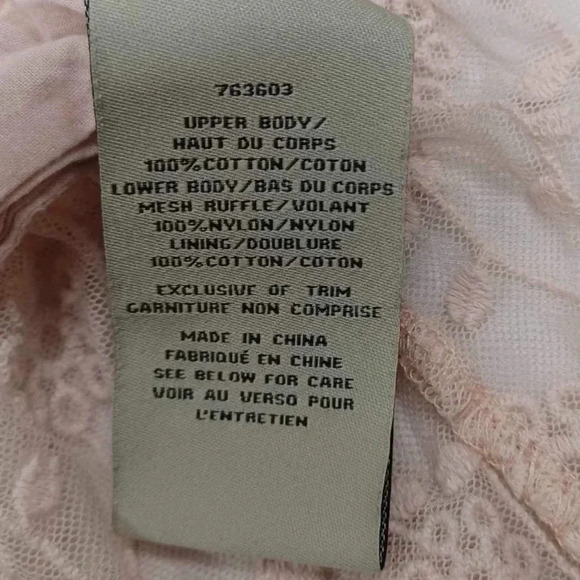 763603
UPPER BODY/
HAUT DU CORPS
100%COTTON/COTON
LOWER BODY/BAS DU CORPS
MESH RUFFLE/VOLANT
100%NYLON/NYLON
LINING/DOUBLURE
100%COTTON/COTON
EXCLUSIVE OF TRIM
GARNITURE NON COMPRISE
MADE IN CHINA
FABRIQUÉ EN CHINE
SEE BELOW FOR CARE
VOIR AU VERSO POUR
L'ENTRETIEN